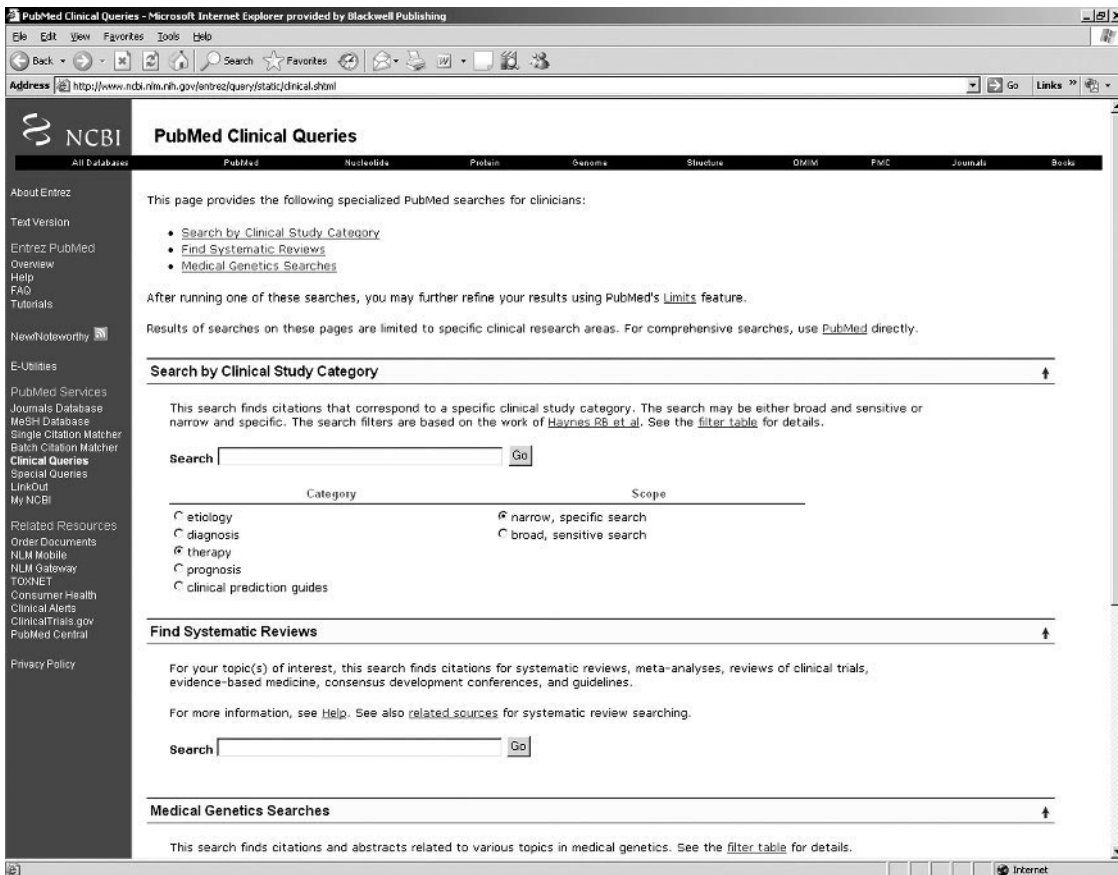 PubMed Clinical Queries - Microsoft Internet Explorer provided by Blackwell Publishing
File Edit View Favorites Tools Help
Back Search Favorites
Address http://www.ncbi.nlm.nih.gov/entrez/query/static/clinical.shtml Go Links »
NCBI
PubMed Clinical Queries
All Databases PubMed Nucleotide Protein Genome Structure OMIM PMC Journals Books
About Entrez
Text Version
Entrez PubMed
Overview
Help
FAQ
Tutorials
New/Noteworthy
E-Utilities
PubMed Services
Journals Database
MeSH Database
Single Citation Matcher
Batch Citation Matcher
Clinical Queries
Special Queries
LinkOut
My NCBI
Related Resources
Order Documents
NLM Mobile
NLM Gateway
TOXNET
Consumer Health
Clinical Alerts
ClinicalTrials.gov
PubMed Central
Privacy Policy
This page provides the following specialized PubMed searches for clinicians:
• Search by Clinical Study Category
• Find Systematic Reviews
• Medical Genetics Searches
After running one of these searches, you may further refine your results using PubMed's Limits feature.
Results of searches on these pages are limited to specific clinical research areas. For comprehensive searches, use PubMed directly.
Search by Clinical Study Category
This search finds citations that correspond to a specific clinical study category. The search may be either broad and sensitive or
narrow and specific. The search filters are based on the work of Haynes RB et al. See the filter table for details.
Search Go
Category Scope
etiology narrow, specific search
diagnosis broad, sensitive search
therapy
prognosis
clinical prediction guides
Find Systematic Reviews
For your topic(s) of interest, this search finds citations for systematic reviews, meta-analyses, reviews of clinical trials,
evidence-based medicine, consensus development conferences, and guidelines.
For more information, see Help. See also related sources for systematic review searching.
Search Go
Medical Genetics Searches
This search finds citations and abstracts related to various topics in medical genetics. See the filter table for details.
Internet